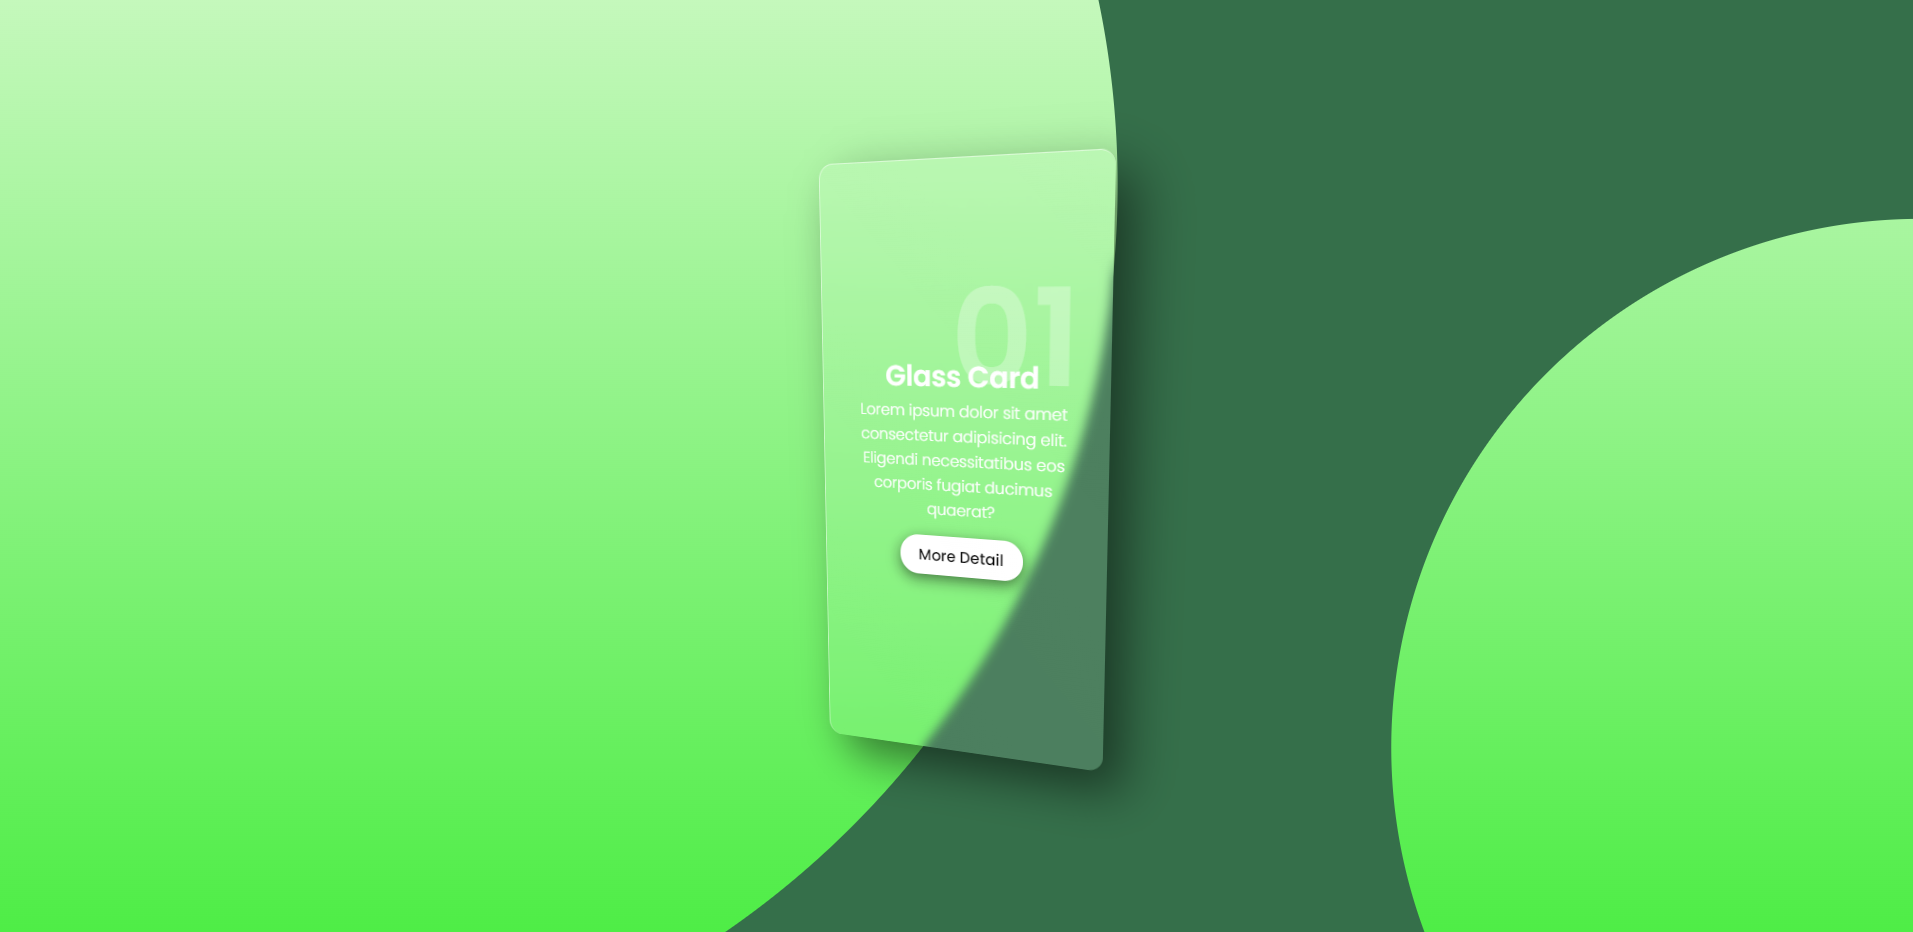 01
Glass Card
Lorem ipsum dolor sit amet
consectetur adipisicing elit.
Eligendi necessitatibus eos
corporis fugiat ducimus
quaerat?
More Detail